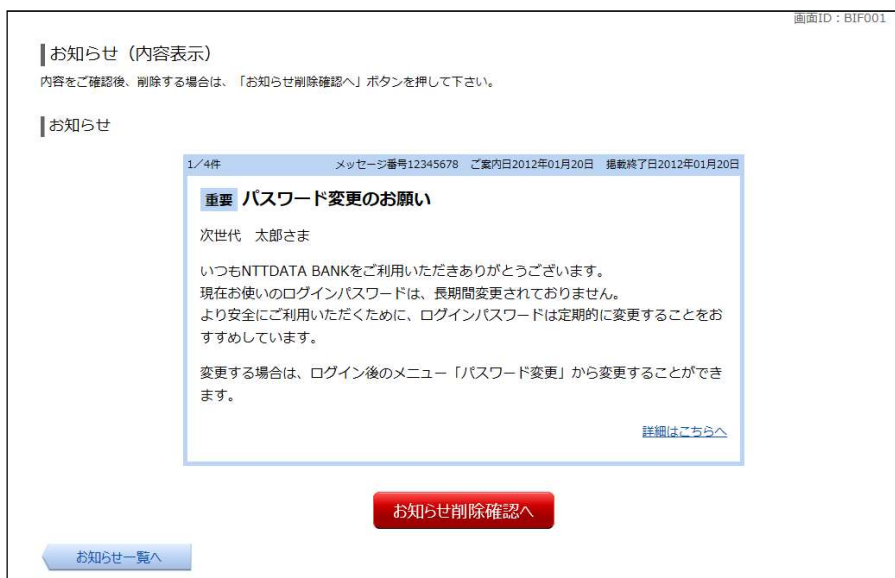 画面ID：BIF001
お知らせ（内容表示）
内容をご確認後、削除する場合は、「お知らせ削除確認へ」ボタンを押して下さい。
お知らせ
1／4件 メッセージ番号12345678 ご案内日2012年01月20日 掲載終了日2012年01月20日
重要 パスワード変更のお願い
次世代　太郎さま
いつもNTTDATA BANKをご利用いただきありがとうございます。
現在お使いのログインパスワードは、長期間変更されておりません。
より安全にご利用いただくために、ログインパスワードは定期的に変更することをお
すすめしています。
変更する場合は、ログイン後のメニュー「パスワード変更」から変更することができ
ます。
詳細はこちらへ
お知らせ削除確認へ
お知らせ一覧へ